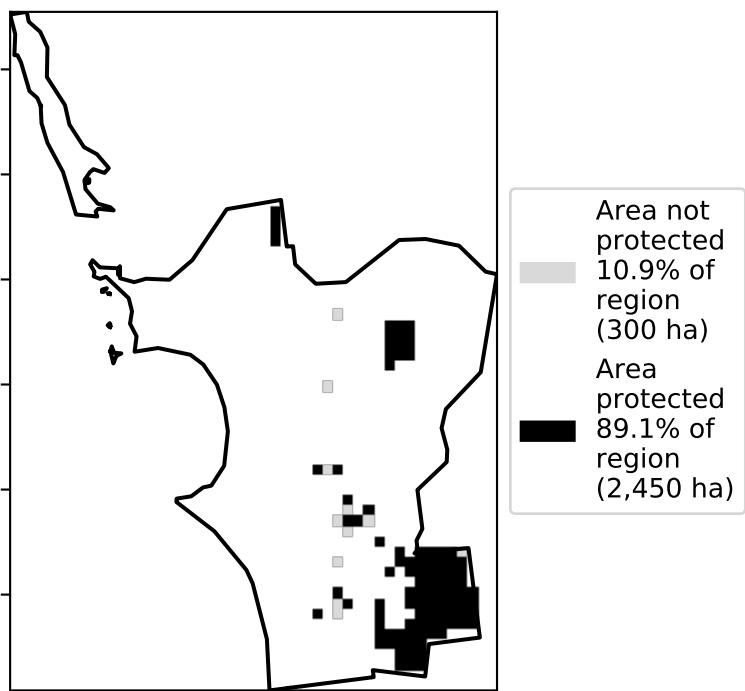 Area not
protected
10.9% of
region
(300 ha)
Area
protected
89.1% of
region
(2,450 ha)